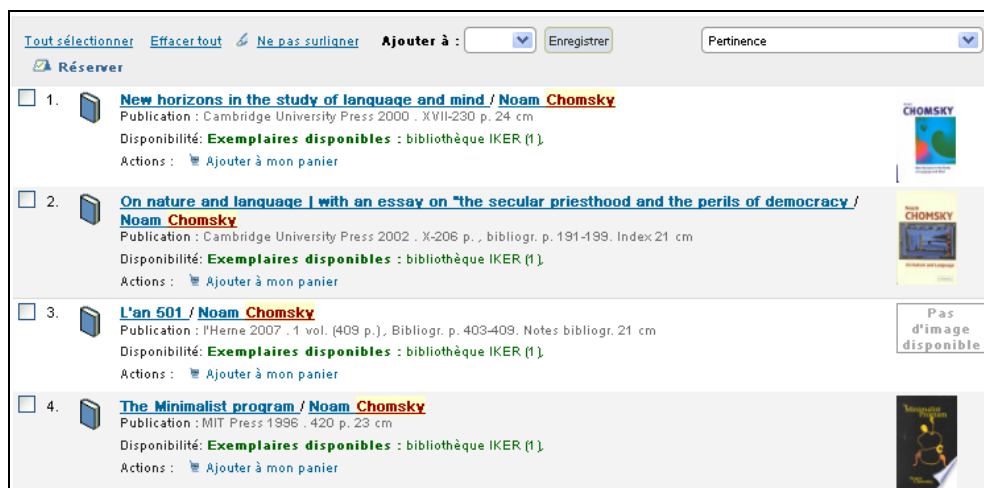 Tout sélectionner Effacer tout Ne pas surligner Ajouter à : Enregistrer Pertinence
Réserver
1. New horizons in the study of language and mind / Noam Chomsky
Publication : Cambridge University Press 2000 . XVII-230 p. 24 cm
Disponibilité: Exemplaires disponibles : bibliothèque IKER (1),
Actions : Ajouter à mon panier
CHOMSKY
2. On nature and language | with an essay on "the secular priesthood and the perils of democracy /
Noam Chomsky
Publication : Cambridge University Press 2002 . X-206 p. , bibliogr. p. 191-199. Index 21 cm
Disponibilité: Exemplaires disponibles : bibliothèque IKER (1),
Actions : Ajouter à mon panier
Noam
CHOMSKY
On Nature and Language
3. L'an 501 / Noam Chomsky
Publication : l'Herne 2007 . 1 vol. (409 p.) , Bibliogr. p. 403-409. Notes bibliogr. 21 cm
Disponibilité: Exemplaires disponibles : bibliothèque IKER (1),
Actions : Ajouter à mon panier
Pas
d'image
disponible
4. The Minimalist program / Noam Chomsky
Publication : MIT Press 1996 . 420 p. 23 cm
Disponibilité: Exemplaires disponibles : bibliothèque IKER (1),
Actions : Ajouter à mon panier
Minimalist
Program